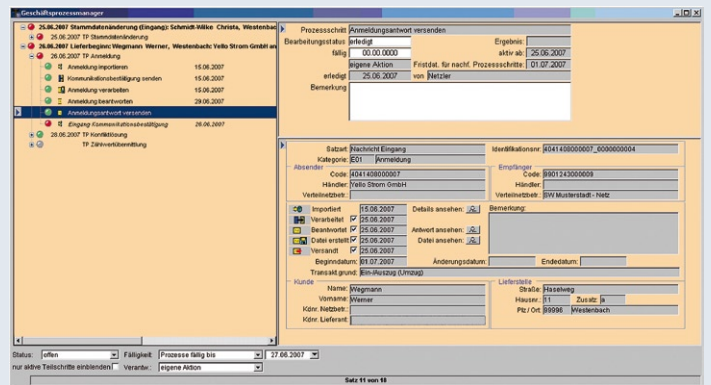 Geschäftsprozessmanager
25.06.2007 Stammdatenänderung (Eingang): Schmidt-Wilke Christa, Westenbac
25.06.2007 TP Stammdatenänderung
26.06.2007 Lieferbeginn: Wegmann Werner, Westenbach: Yello Strom GmbH an
26.06.2007 TP Anmeldung
Anmeldung importieren 15.06.2007
Kommunikationsbestätigung senden 15.06.2007
Anmeldung verarbeiten 15.06.2007
Anmeldung beantworten 29.06.2007
Anmeldungsantwort versenden
Eingang Kommunikationsbestätigung 26.06.2007
28.06.2007 TP Konfliktlösung
TP Zählwertübermittlung
Prozessschritt Anmeldungsantwort versenden
Bearbeitungsstatus erledigt Ergebnis:
fällig 00.00.0000 aktiv ab: 25.06.2007
eigene Aktion Fristdat. für nachf. Prozessschritte: 01.07.2007
erledigt 25.06.2007 von Netzler
Bemerkung
Satzart: Nachricht Eingang Identifikationsnr: 4041408000007_0000000004
Kategorie: E01 Anmeldung
Absender Empfänger
Code: 4041408000007 Code: 9901243000009
Händler: Yello Strom GmbH Händler:
Verteilnetzbetr.: Verteilnetzbetr.: SW Musterstadt - Netz
Importiert 15.06.2007 Details ansehen: Bemerkung:
Verarbeitet 25.06.2007
Beantwortet 25.06.2007 Antwort ansehen:
Datei erstellt 25.06.2007 Datei ansehen:
Versandt 25.06.2007
Beginndatum: 01.07.2007 Änderungsdatum: Endedatum:
Transakt.grund: Ein-/Auszug (Umzug)
Kunde Lieferstelle
Name: Wegmann Straße: Haselweg
Vorname: Werner Hausnr.: 11 Zusatz: a
Kdnr. Netzbetr.: Plz / Ort: 99996 Westenbach
Kdnr. Lieferant:
Status: offen Fälligkeit: Prozesse fällig bis 27.06.2007
nur aktive Teilschritte einblenden Verantw.: eigene Aktion
Satz 11 von 18